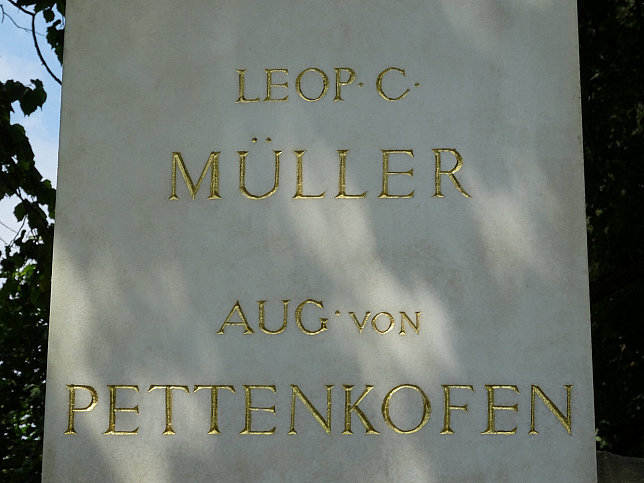 LEOP· C·
MÜLLER
AUG· VON
PETTENKOFEN